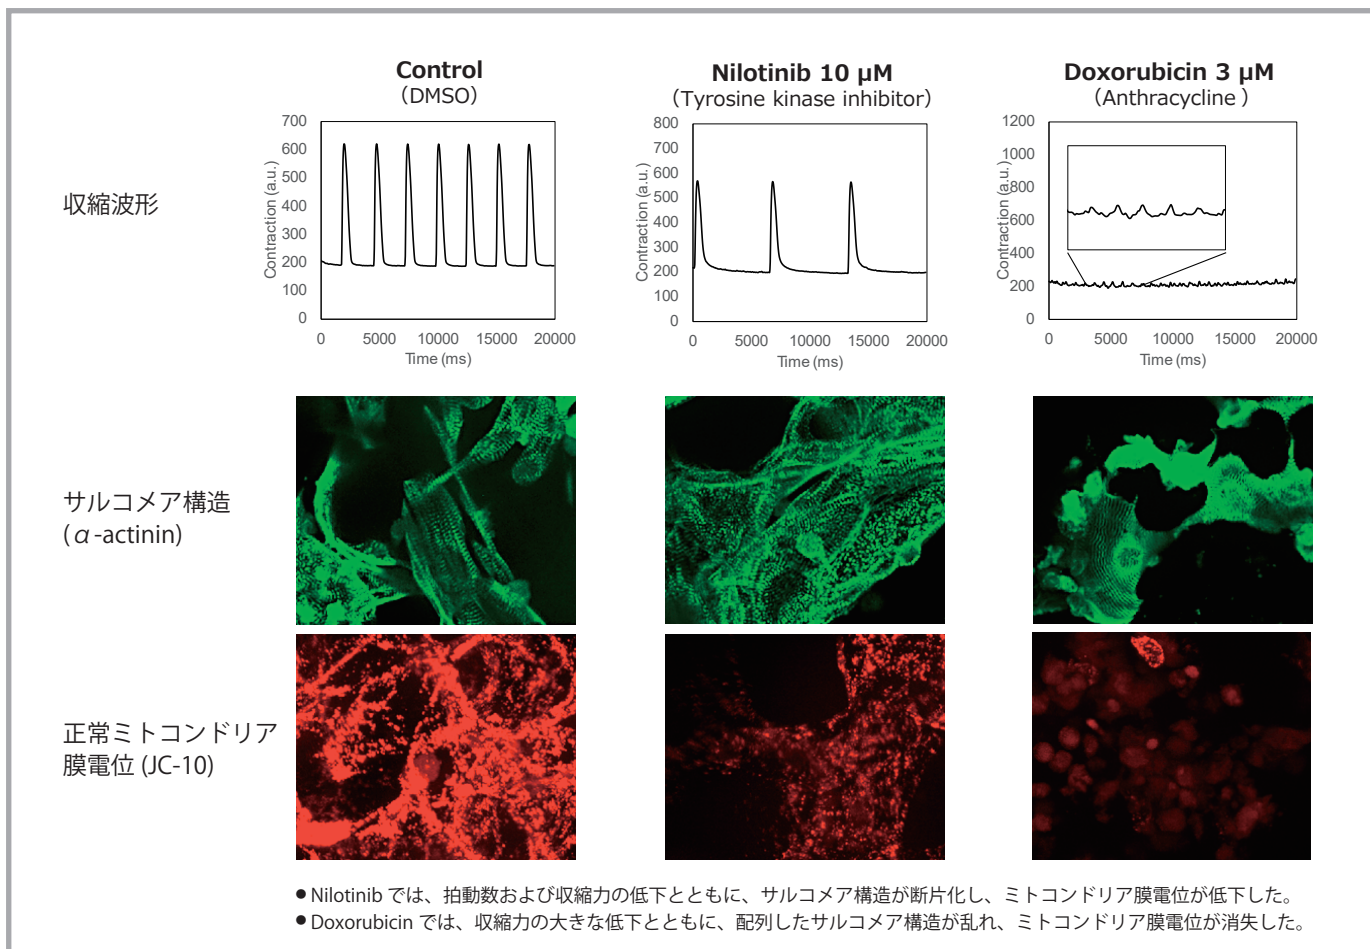 Control
（DMSO）
Nilotinib 10 μM
（Tyrosine kinase inhibitor）
Doxorubicin 3 μM
（Anthracycline）
収縮波形
Contraction (a.u.)
700
600
500
400
300
200
100
0
0 5000 10000 15000 20000
Time (ms)
Contraction (a.u.)
800
700
600
500
400
300
200
100
0
0 5000 10000 15000 20000
Time (ms)
Contraction (a.u.)
1200
1000
800
600
400
200
0
0 5000 10000 15000 20000
Time (ms)
サルコメア構造
(α-actinin)
正常ミトコンドリア
膜電位 (JC-10)
● Nilotinib では、拍動数および収縮力の低下とともに、サルコメア構造が断片化し、ミトコンドリア膜電位が低下した。
● Doxorubicin では、収縮力の大きな低下とともに、配列したサルコメア構造が乱れ、ミトコンドリア膜電位が消失した。